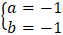 a = −1
b = −1